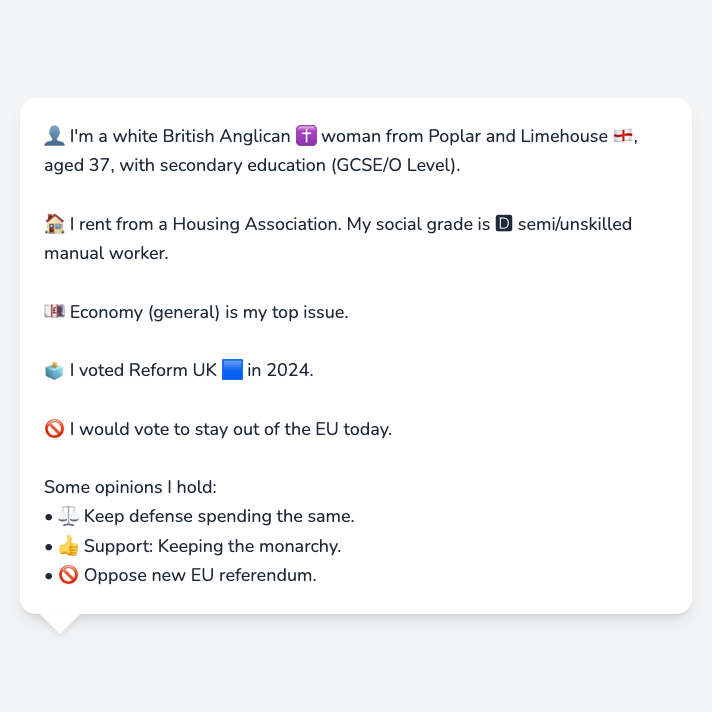 👤 I'm a white British Anglican ✝️ woman from Poplar and Limehouse 🏴󠁧󠁢󠁥󠁮󠁧󠁿,
aged 37, with secondary education (GCSE/O Level).
🏠 I rent from a Housing Association. My social grade is 🅳 semi/unskilled
manual worker.
💷 Economy (general) is my top issue.
🗳️ I voted Reform UK 🟦 in 2024.
🚫 I would vote to stay out of the EU today.
Some opinions I hold:
• ⚖️ Keep defense spending the same.
• 👍 Support: Keeping the monarchy.
• 🚫 Oppose new EU referendum.